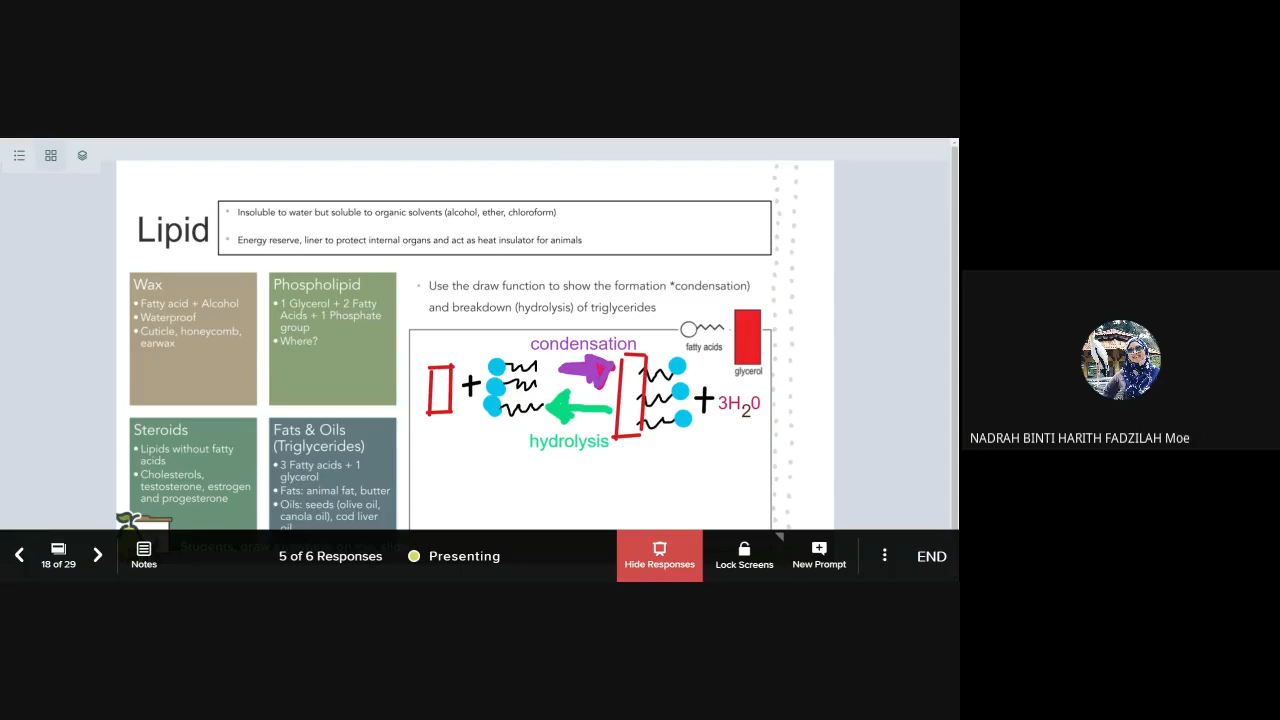 Lipid
Insoluble to water but soluble to organic solvents (alcohol, ether, chloroform)
Energy reserve, liner to protect internal organs and act as heat insulator for animals
Wax
Fatty acid + Alcohol
Waterproof
Cuticle, honeycomb,
earwax
Phospholipid
1 Glycerol + 2 Fatty
Acids + 1 Phosphate
group
Where?
Steroids
Lipids without fatty
acids
Cholesterols,
testosterone, estrogen
and progesterone
Fats & Oils
(Triglycerides)
3 Fatty acids + 1
glycerol
Fats: animal fat, butter
Oils: seeds (olive oil,
canola oil), cod liver
oil
Use the draw function to show the formation *condensation)
and breakdown (hydrolysis) of triglycerides
fatty acids
glycerol
condensation
+
+ 3H20
hydrolysis
18 of 29
Notes
5 of 6 Responses
Presenting
Hide Responses
Lock Screens
New Prompt
END
NADRAH BINTI HARITH FADZILAH Moe